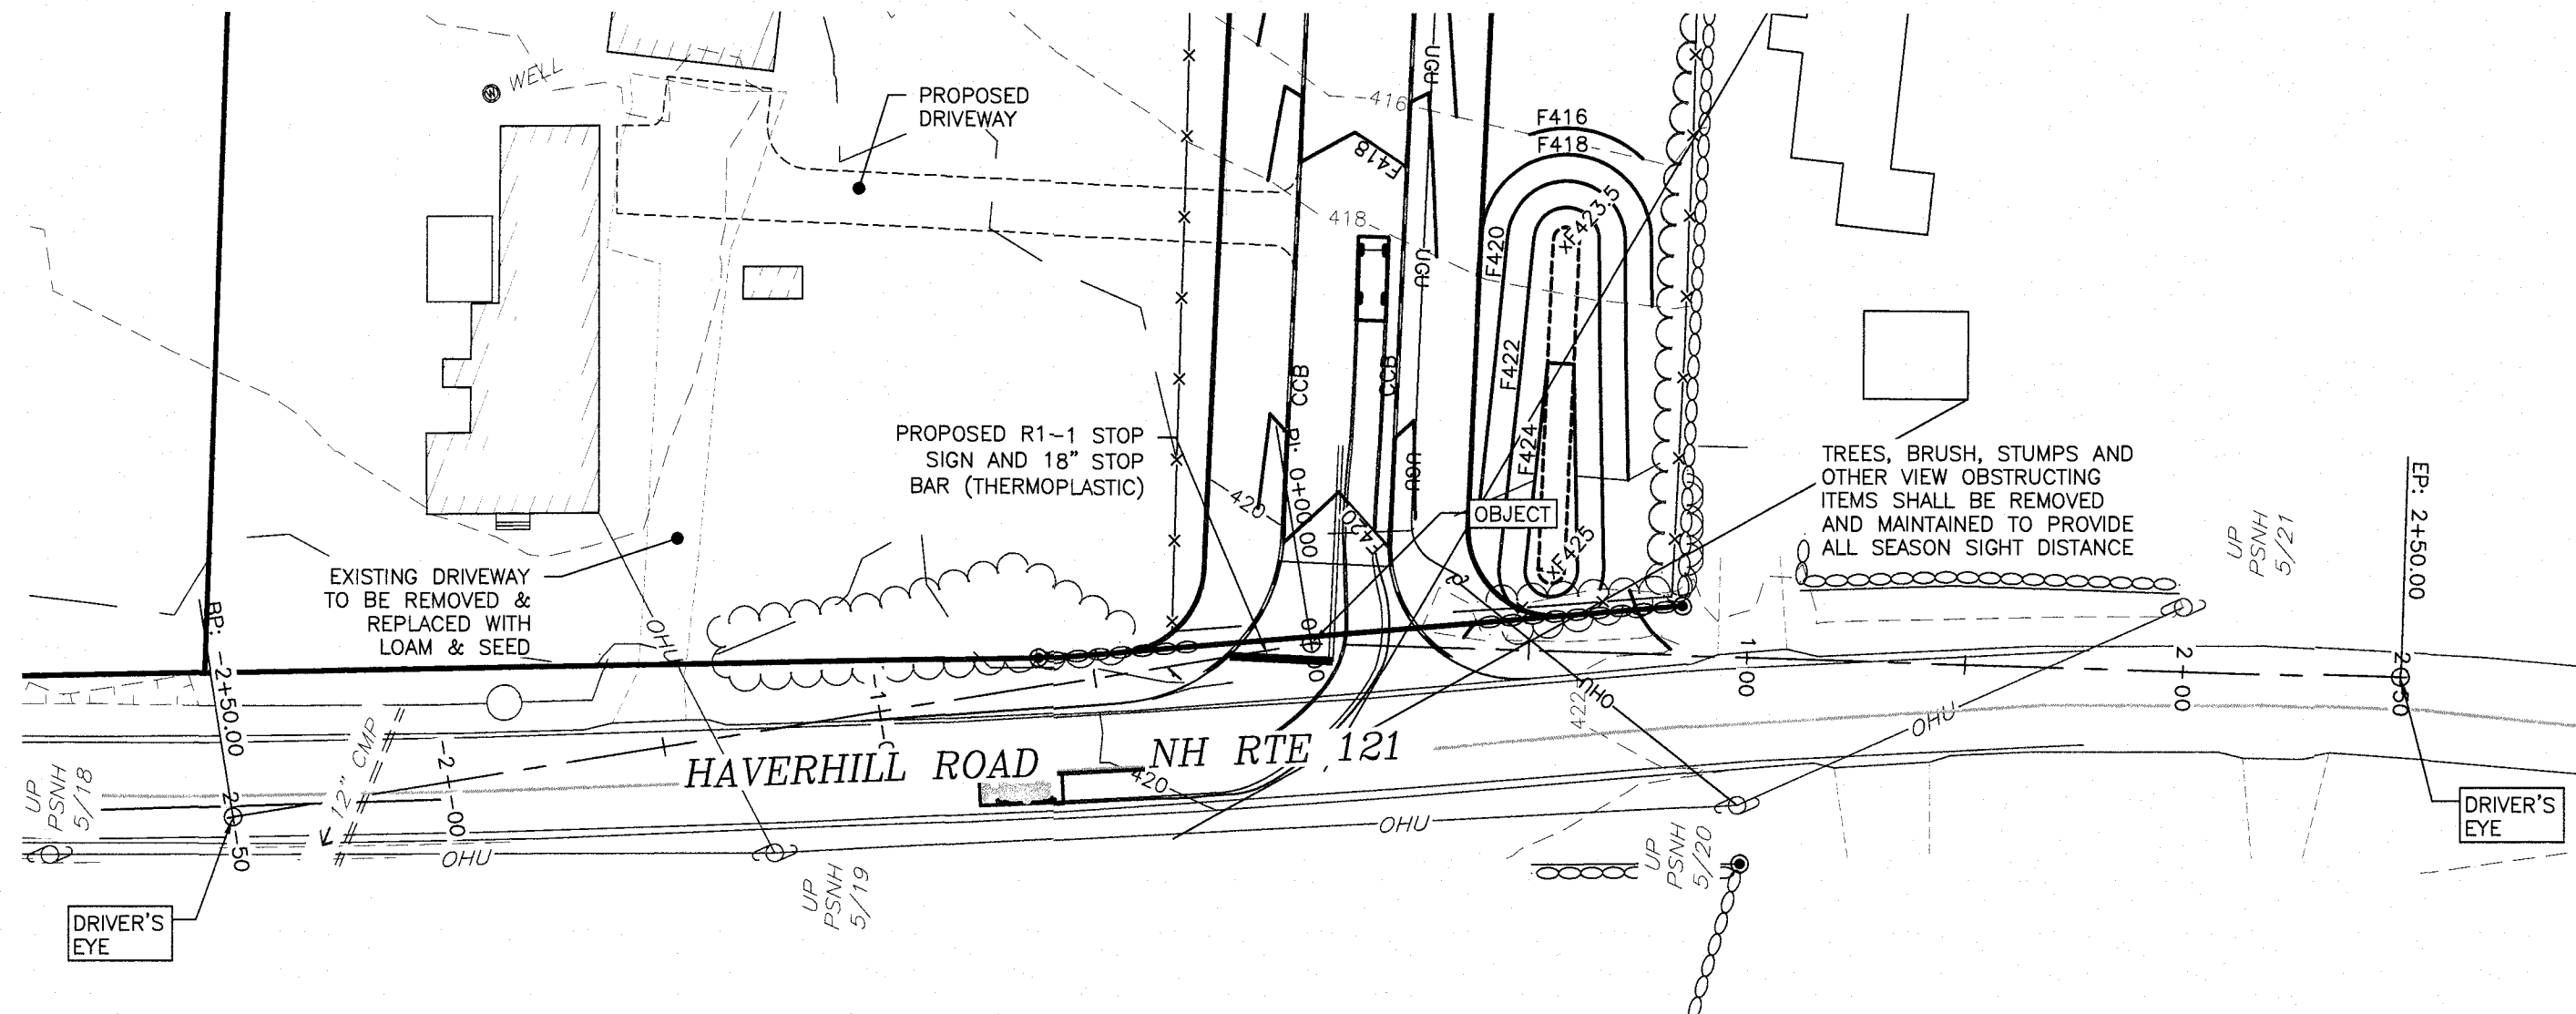 WELL
PROPOSED
DRIVEWAY
416
UGU
F416
F418
F418
418
UGU
F423.5
F420
F422
F424
F425
CCB
CCB
PI: 0+00.00
UGU
420
F420
PROPOSED R1-1 STOP
SIGN AND 18" STOP
BAR (THERMOPLASTIC)
OBJECT
TREES, BRUSH, STUMPS AND
OTHER VIEW OBSTRUCTING
ITEMS SHALL BE REMOVED
AND MAINTAINED TO PROVIDE
ALL SEASON SIGHT DISTANCE
EXISTING DRIVEWAY
TO BE REMOVED &
REPLACED WITH
LOAM & SEED
OHU
BP: -2+50.00
EP: 2+50.00
UP
PSNH
5/21
1+00
2+00
2+50
422
OHU
OHU
12" CMP
-2+00
-1+
HAVERHILL ROAD
NH RTE 121
420
OHU
OHU
UP
PSNH
5/18
UP
PSNH
5/19
UP
PSNH
5/20
DRIVER'S
EYE
DRIVER'S
EYE